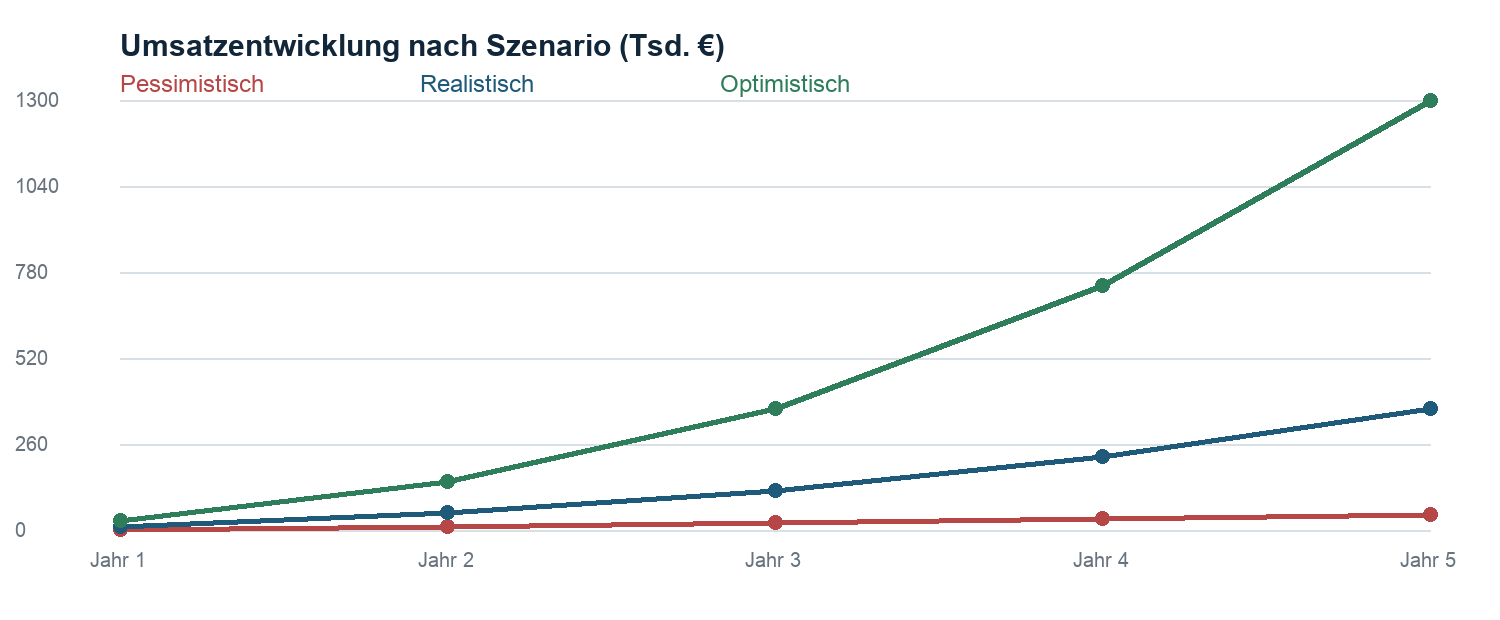 Umsatzentwicklung nach Szenario (Tsd. €)
Pessimistisch Realistisch Optimistisch
1300
1040
780
520
260
0
Jahr 1 Jahr 2 Jahr 3 Jahr 4 Jahr 5